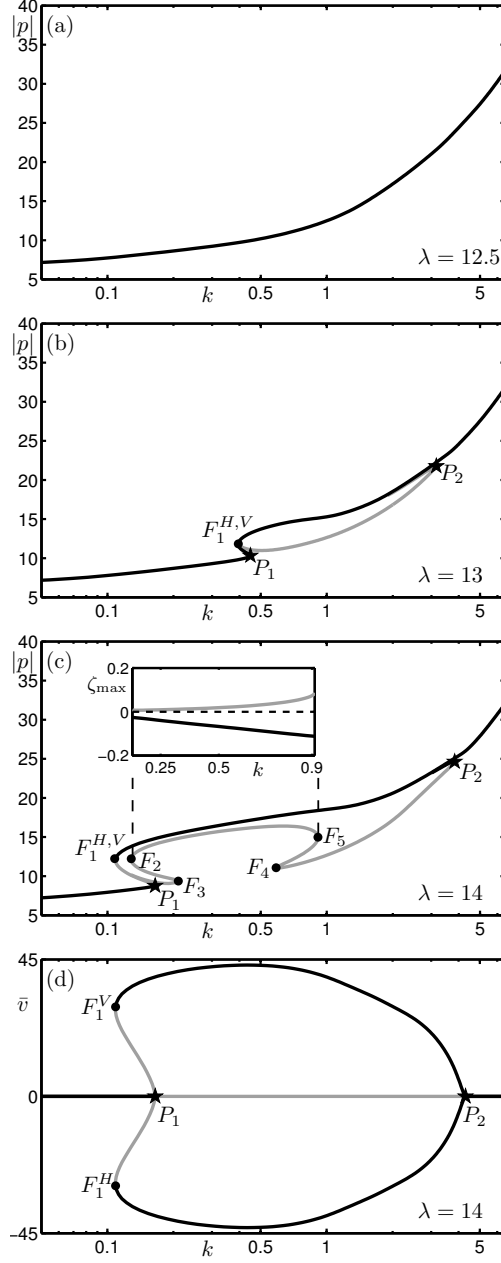 40
|p| (a)
35
30
25
20
15
10
λ = 12.5
5
0.1 k 0.5 1 5
40
|p| (b)
35
30
25
20 P₂
15 F₁^{H,V}
10 P₁
λ = 13
5
0.1 k 0.5 1 5
40
|p| (c) 0.2
35 ζmax
0
30
−0.2
0.25 0.5 k 0.9
25 P₂
20
15 F₁^{H,V} F₂ F₅
F₄
10 P₁ F₃
λ = 14
5
0.1 k 0.5 1 5
45
v̄ (d)
F₁^V
0
P₁ P₂
F₁^H
λ = 14
−45
0.1 k 0.5 1 5